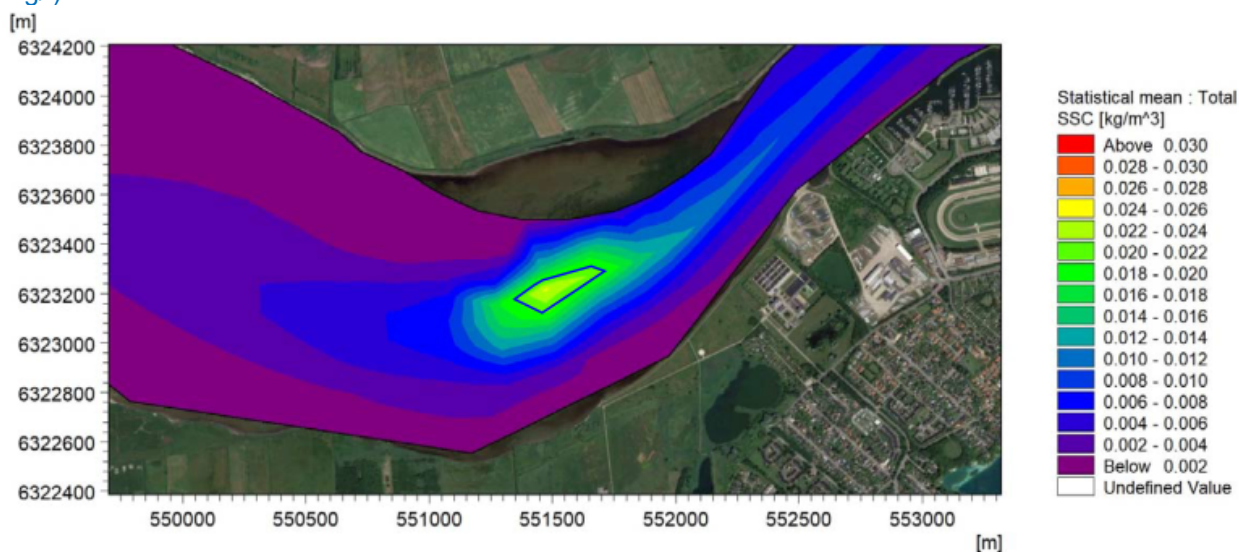 [m]
6324200
6324000
6323800
6323600
6323400
6323200
6323000
6322800
6322600
6322400
550000 550500 551000 551500 552000 552500 553000
[m]
Statistical mean : Total
SSC [kg/m^3]
Above 0.030
0.028 - 0.030
0.026 - 0.028
0.024 - 0.026
0.022 - 0.024
0.020 - 0.022
0.018 - 0.020
0.016 - 0.018
0.014 - 0.016
0.012 - 0.014
0.010 - 0.012
0.008 - 0.010
0.006 - 0.008
0.004 - 0.006
0.002 - 0.004
Below 0.002
Undefined Value